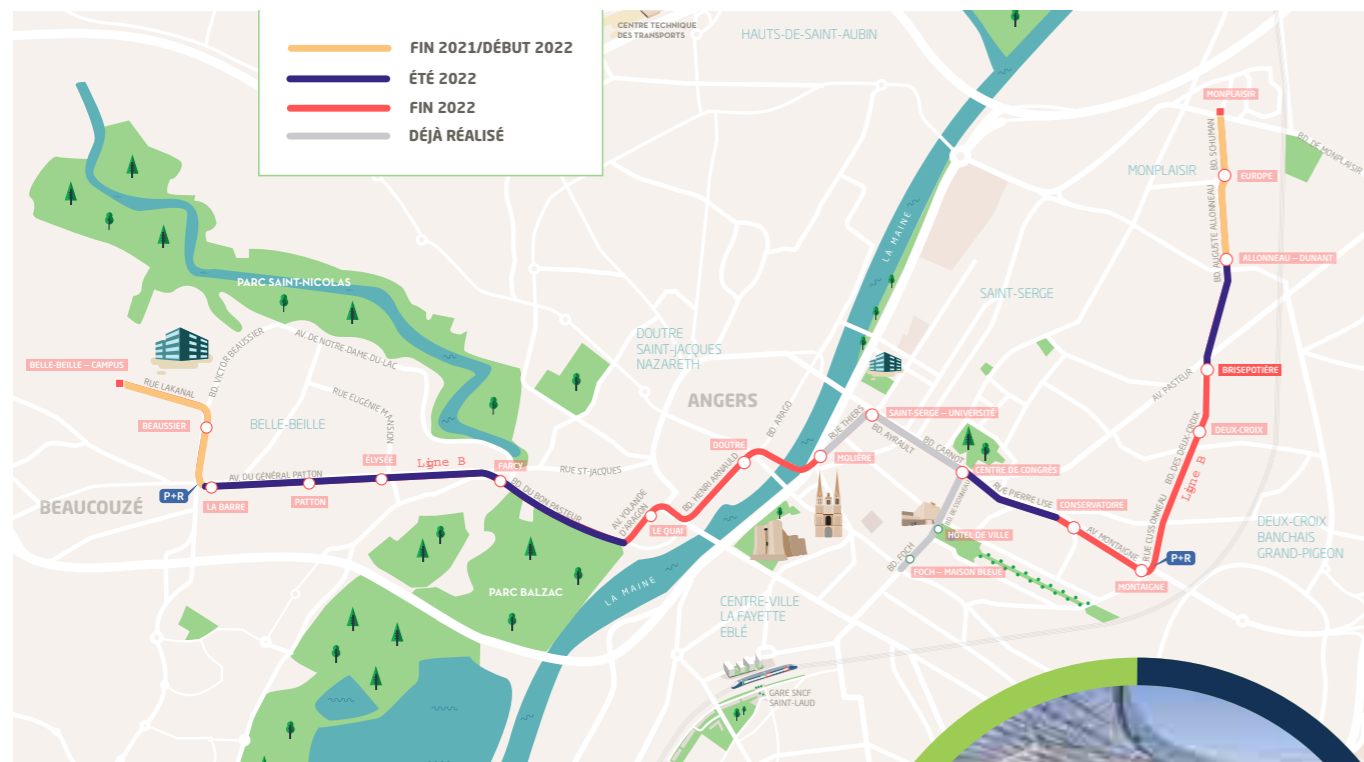 CENTRE TECHNIQUE
DES TRANSPORTS
HAUTS-DE-SAINT-AUBIN
FIN 2021/DÉBUT 2022
ÉTÉ 2022
FIN 2022
DÉJÀ RÉALISÉ
MONPLAISIR
BD. SCHUMAN
BD. DE MONPLAISIR
MONPLAISIR
EUROPE
BD. AUGUSTE ALLONNEAU
ALLONNEAU – DUNANT
LA MAINE
SAINT-SERGE
PARC SAINT-NICOLAS
DOUTRE
SAINT-JACQUES
NAZARETH
AV. DE NOTRE-DAME-DU-LAC
BD. VICTOR BEAUSSIER
BELLE-BEILLE – CAMPUS
RUE LAKANAL
RUE EUGÉNIE MANSION
BRISEPOTIÈRE
AV. PASTEUR
ANGERS
BD. ARAGO
RUE THIERS
SAINT-SERGE – UNIVERSITÉ
BD. AYRAULT
BD. CARNOT
BEAUSSIER
BELLE-BEILLE
DEUX-CROIX
BD. DES DEUX-CROIX
DOUTRE
MOLIÈRE
ÉLYSÉE
Ligne B
FARCY
RUE ST-JACQUES
CENTRE DE CONGRÈS
Ligne B
AV. DU GÉNÉRAL PATTON
BD. DU BON PASTEUR
BD. HENRI ARNAULD
RUE PIERRE LISE
P+R
LA BARRE
PATTON
BEAUCOUZÉ
AV. YOLANDE
D'ARAGON
LE QUAI
BD. BESSONNEAU
CONSERVATOIRE
HÔTEL DE VILLE
AV. MONTAIGNE
RUE CUSSONNEAU
DEUX-CROIX
BANCHAIS
GRAND-PIGEON
P+R
BD. FOCH
FOCH – MAISON BLEUE
MONTAIGNE
PARC BALZAC
LA MAINE
CENTRE-VILLE
LA FAYETTE
EBLÉ
GARE SNCF
SAINT-LAUD